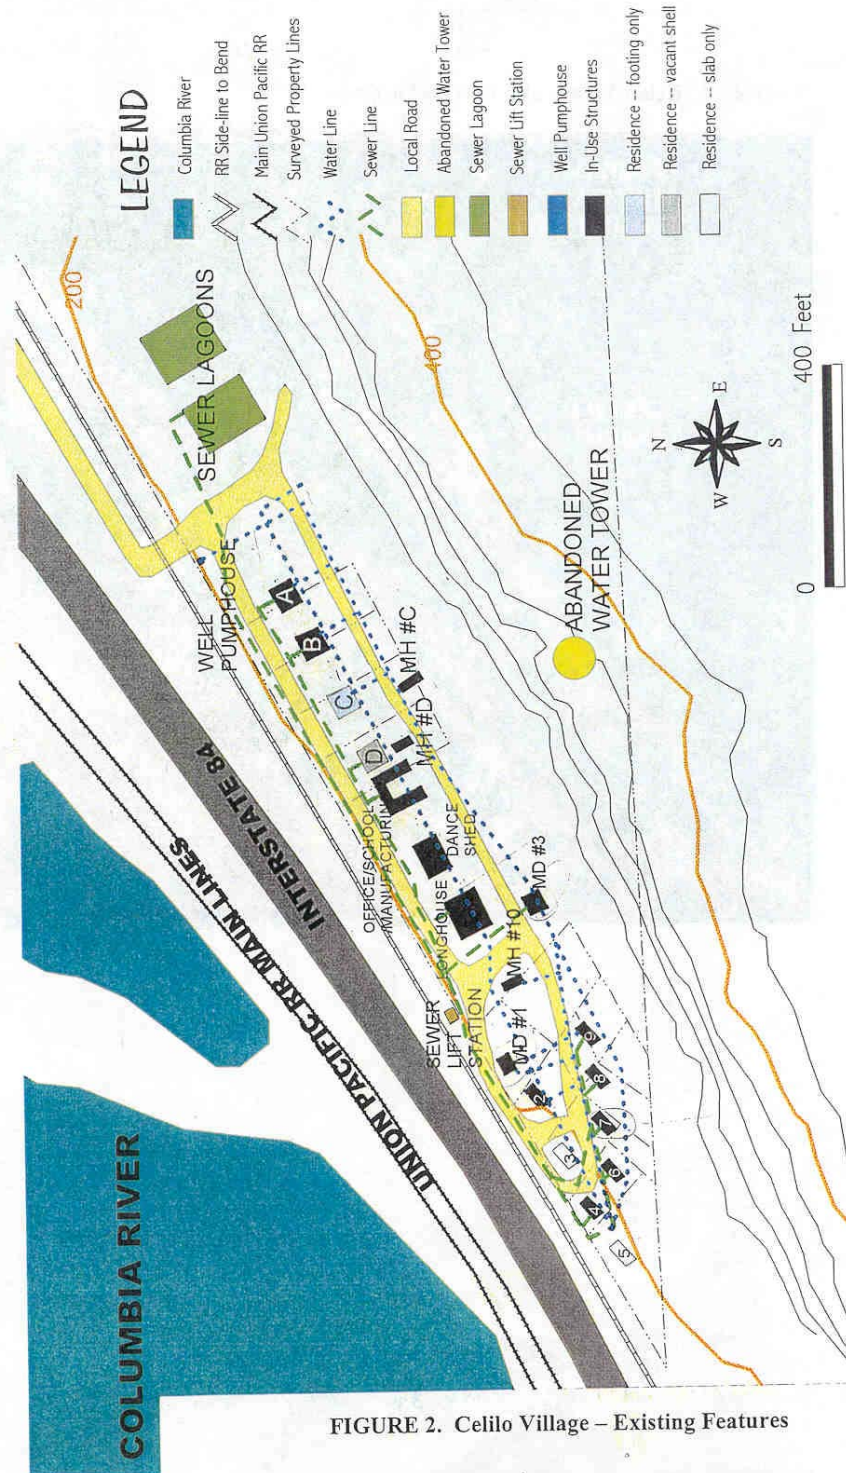 LEGEND
Columbia River
RR Side-line to Bend
Main Union Pacific RR
Surveyed Property Lines
Water Line
Sewer Line
Local Road
Abandoned Water Tower
Sewer Lagoon
Sewer Lift Station
Well Pumphouse
In-Use Structures
Residence -- footing only
Residence -- vacant shell
Residence -- slab only
COLUMBIA RIVER
UNION PACIFIC RR MAIN LINES
INTERSTATE 84
200
SEWER LAGOONS
WELL
PUMPHOUSE
A
B
C
D
MH #C
MH #D
OFFICE/SCHOOL
MANUFACTURIN
DANCE
SHED
LONGHOUSE
SEWER
LIFT
STATION
MH #10
MD #3
MD #1
2
3
4
5
6
7
8
9
400
ABANDONED
WATER TOWER
N
E
S
W
0
400 Feet
FIGURE 2. Celilo Village – Existing Features